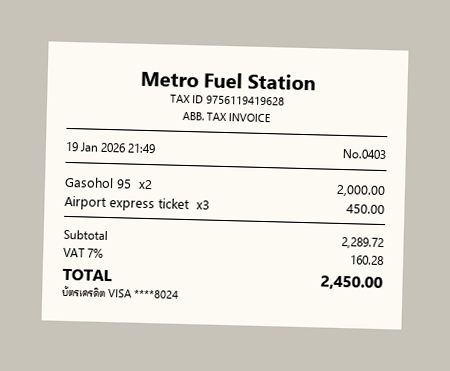 Metro Fuel Station
TAX ID 9756119419628
ABB. TAX INVOICE
19 Jan 2026 21:49 No.0403
Gasohol 95 x2 2,000.00
Airport express ticket x3 450.00
Subtotal 2,289.72
VAT 7% 160.28
TOTAL 2,450.00
บัตรเครดิต VISA ****8024